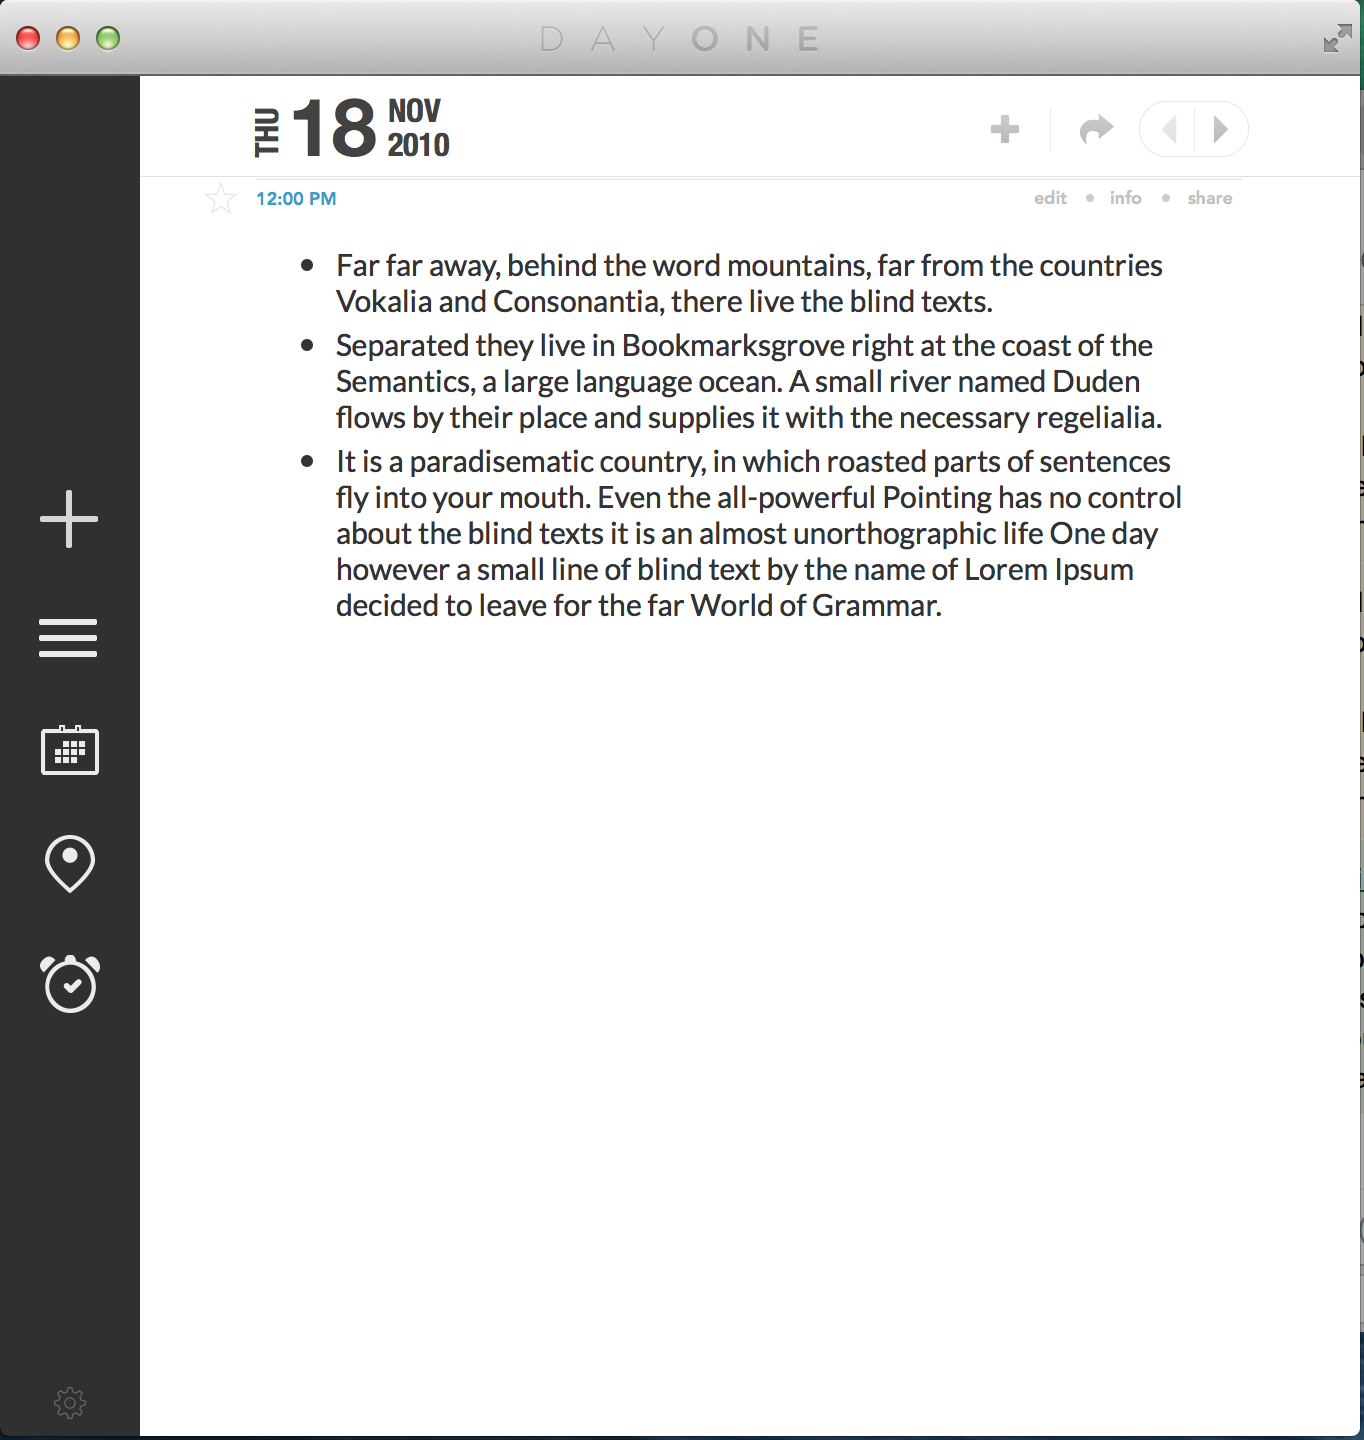 DAYONE
THU 18 NOV 2010
12:00 PM edit • info • share
• Far far away, behind the word mountains, far from the countries
Vokalia and Consonantia, there live the blind texts.
• Separated they live in Bookmarksgrove right at the coast of the
Semantics, a large language ocean. A small river named Duden
flows by their place and supplies it with the necessary regelialia.
• It is a paradisematic country, in which roasted parts of sentences
fly into your mouth. Even the all-powerful Pointing has no control
about the blind texts it is an almost unorthographic life One day
however a small line of blind text by the name of Lorem Ipsum
decided to leave for the far World of Grammar.